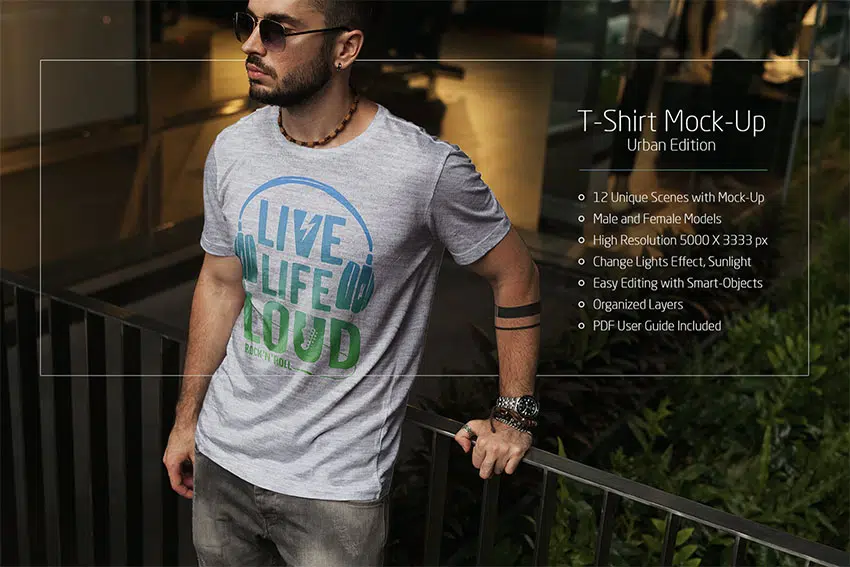 LIVE
LIFE
LOUD
ROCK'N'ROLL
T-Shirt Mock-Up
Urban Edition
12 Unique Scenes with Mock-Up
Male and Female Models
High Resolution 5000 X 3333 px
Change Lights Effect, Sunlight
Easy Editing with Smart-Objects
Organized Layers
PDF User Guide Included